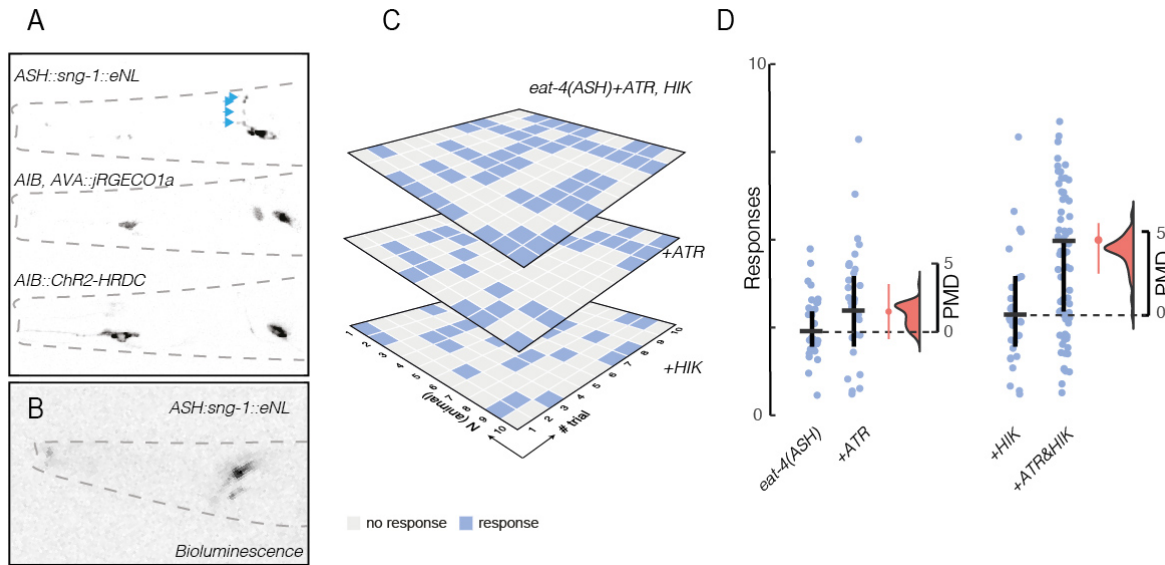 A
ASH::sng-1::eNL
AIB, AVA::jRGECO1a
AIB::ChR2-HRDC
B
ASH:sng-1::eNL
Bioluminescence
C
eat-4(ASH)+ATR, HIK
+ATR
+HIK
1
2
3
4
5
6
7
8
9
10
N (animal)
1
2
3
4
5
6
7
8
9
10
# trial
no response
response
D
10
Responses
0
5
PMD
0
5
PMD
0
eat-4(ASH)
+ATR
+HIK
+ATR&HIK